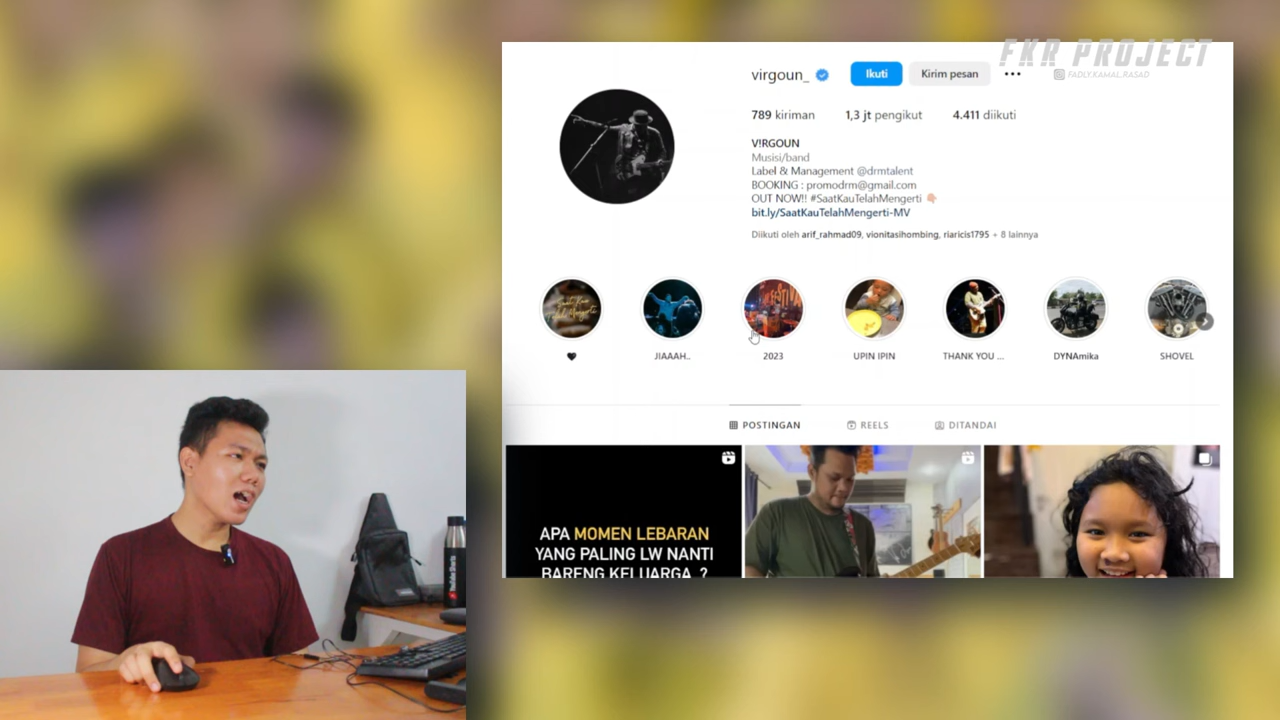 FKR PROJECT
FADLY.KAMAL.RASAD
virgoun_
Ikuti
Kirim pesan
789 kiriman
1,3 jt pengikut
4.411 diikuti
V!RGOUN
Musisi/band
Label & Management @drmtalent
BOOKING : promodrm@gmail.com
OUT NOW!! #SaatKauTelahMengerti
bit.ly/SaatKauTelahMengerti-MV
Diikuti oleh arif_rahmad09, vionitasihombing, riaricis1795 + 8 lainnya
JIAAAH..
2023
UPIN IPIN
THANK YOU ...
DYNAmika
SHOVEL
POSTINGAN
REELS
DITANDAI
APA MOMEN LEBARAN
YANG PALING LW NANTI
BARENG KELUARGA ?